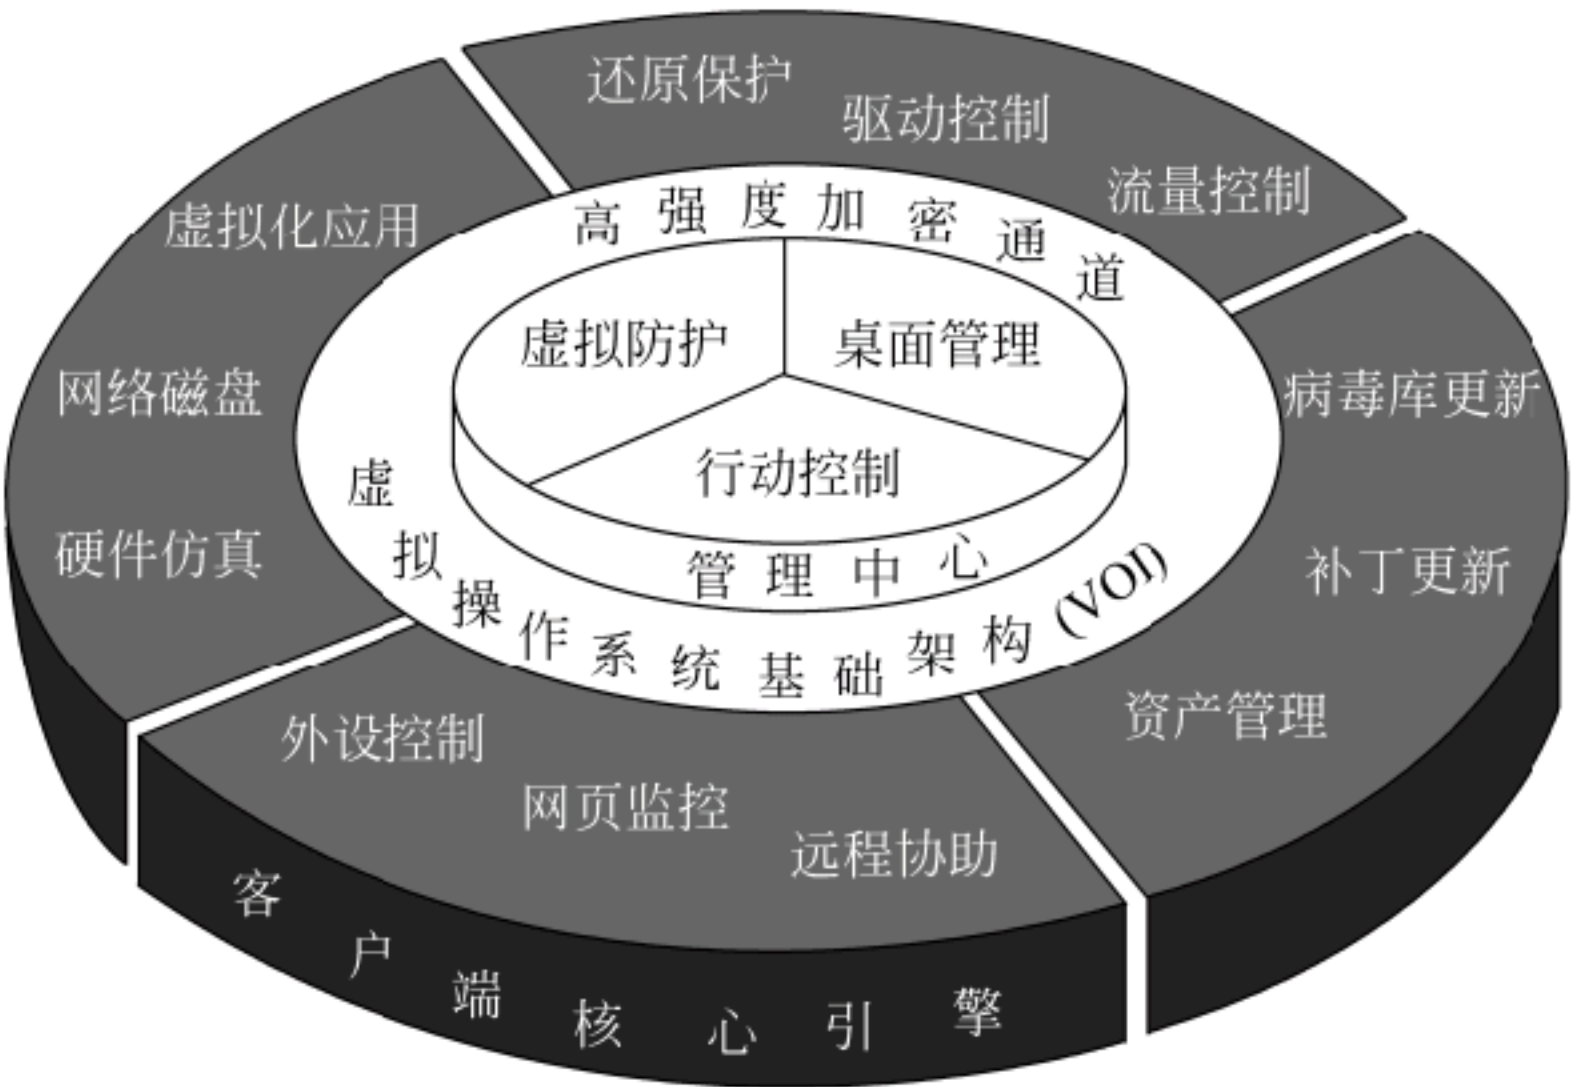 还原保护
驱动控制
流量控制
虚拟化应用
网络磁盘
硬件仿真
高强度加密通道
虚拟防护
桌面管理
行动控制
管理中心
虚拟操作系统基础架构(VOI)
病毒库更新
补丁更新
资产管理
外设控制
网页监控
远程协助
客户端核心引擎